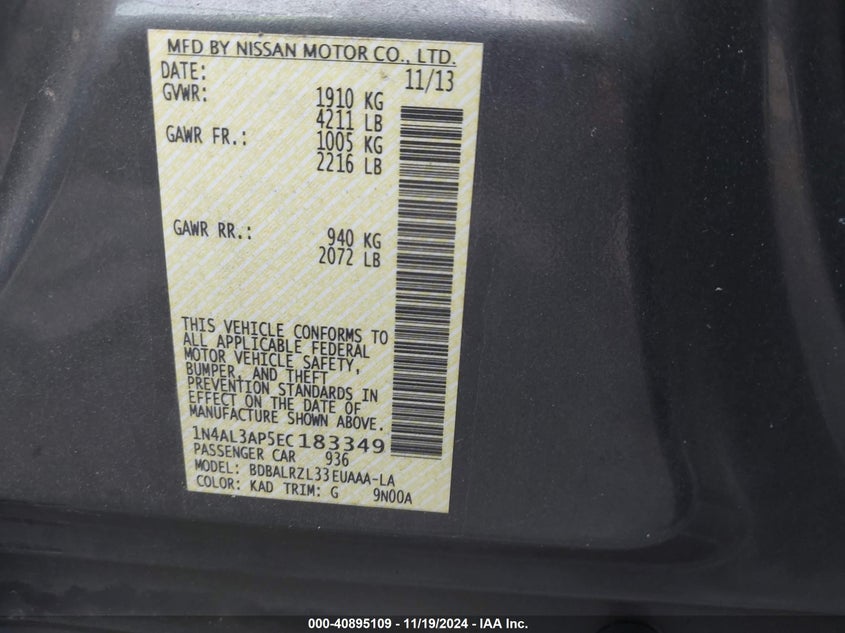 MFD BY NISSAN MOTOR CO., LTD.
DATE: 11/13
GVWR: 1910 KG
4211 LB
GAWR FR.: 1005 KG
2216 LB
GAWR RR.: 940 KG
2072 LB
THIS VEHICLE CONFORMS TO
ALL APPLICABLE FEDERAL
MOTOR VEHICLE SAFETY,
BUMPER, AND THEFT
PREVENTION STANDARDS IN
EFFECT ON THE DATE OF
MANUFACTURE SHOWN ABOVE.
1N4AL3AP5EC183349
PASSENGER CAR 936
MODEL: BDBALRZL33EUAAA-LA
COLOR: KAD TRIM: G 9N00A
000-40895109 - 11/19/2024 - IAA Inc.